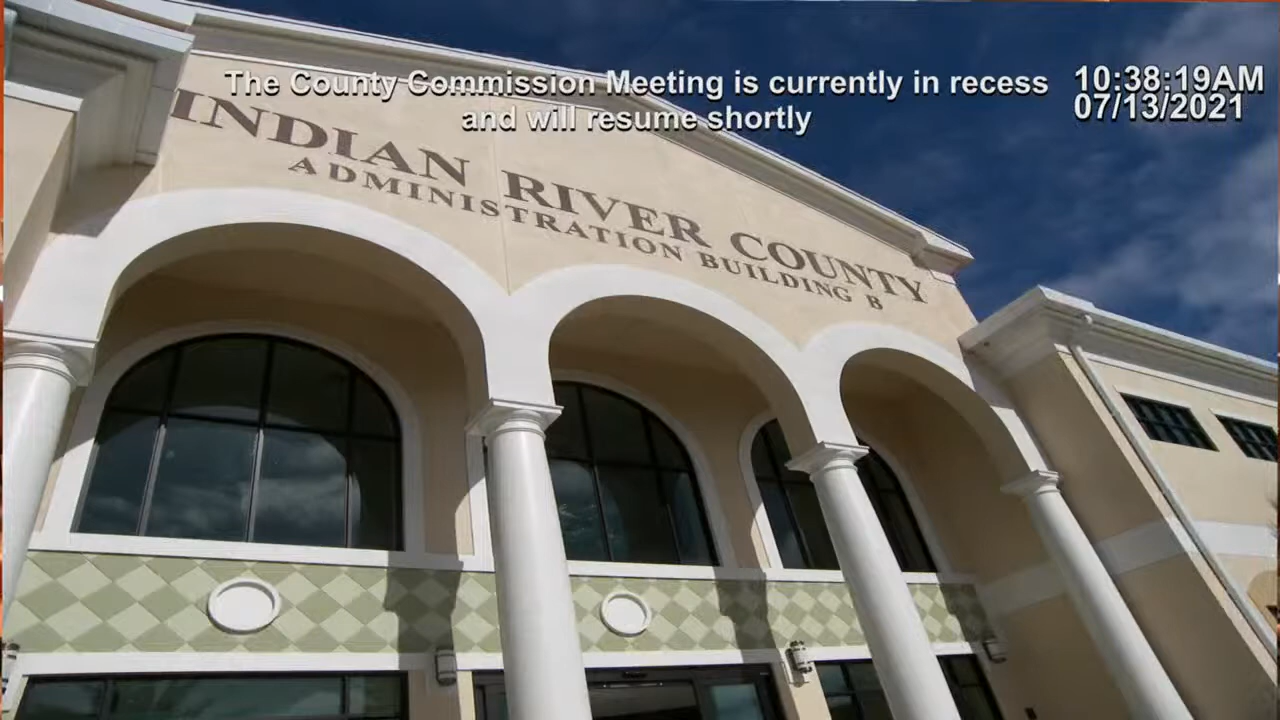 The County Commission Meeting is currently in recess
and will resume shortly
10:38:19AM
07/13/2021
INDIAN RIVER COUNTY
ADMINISTRATION BUILDING B